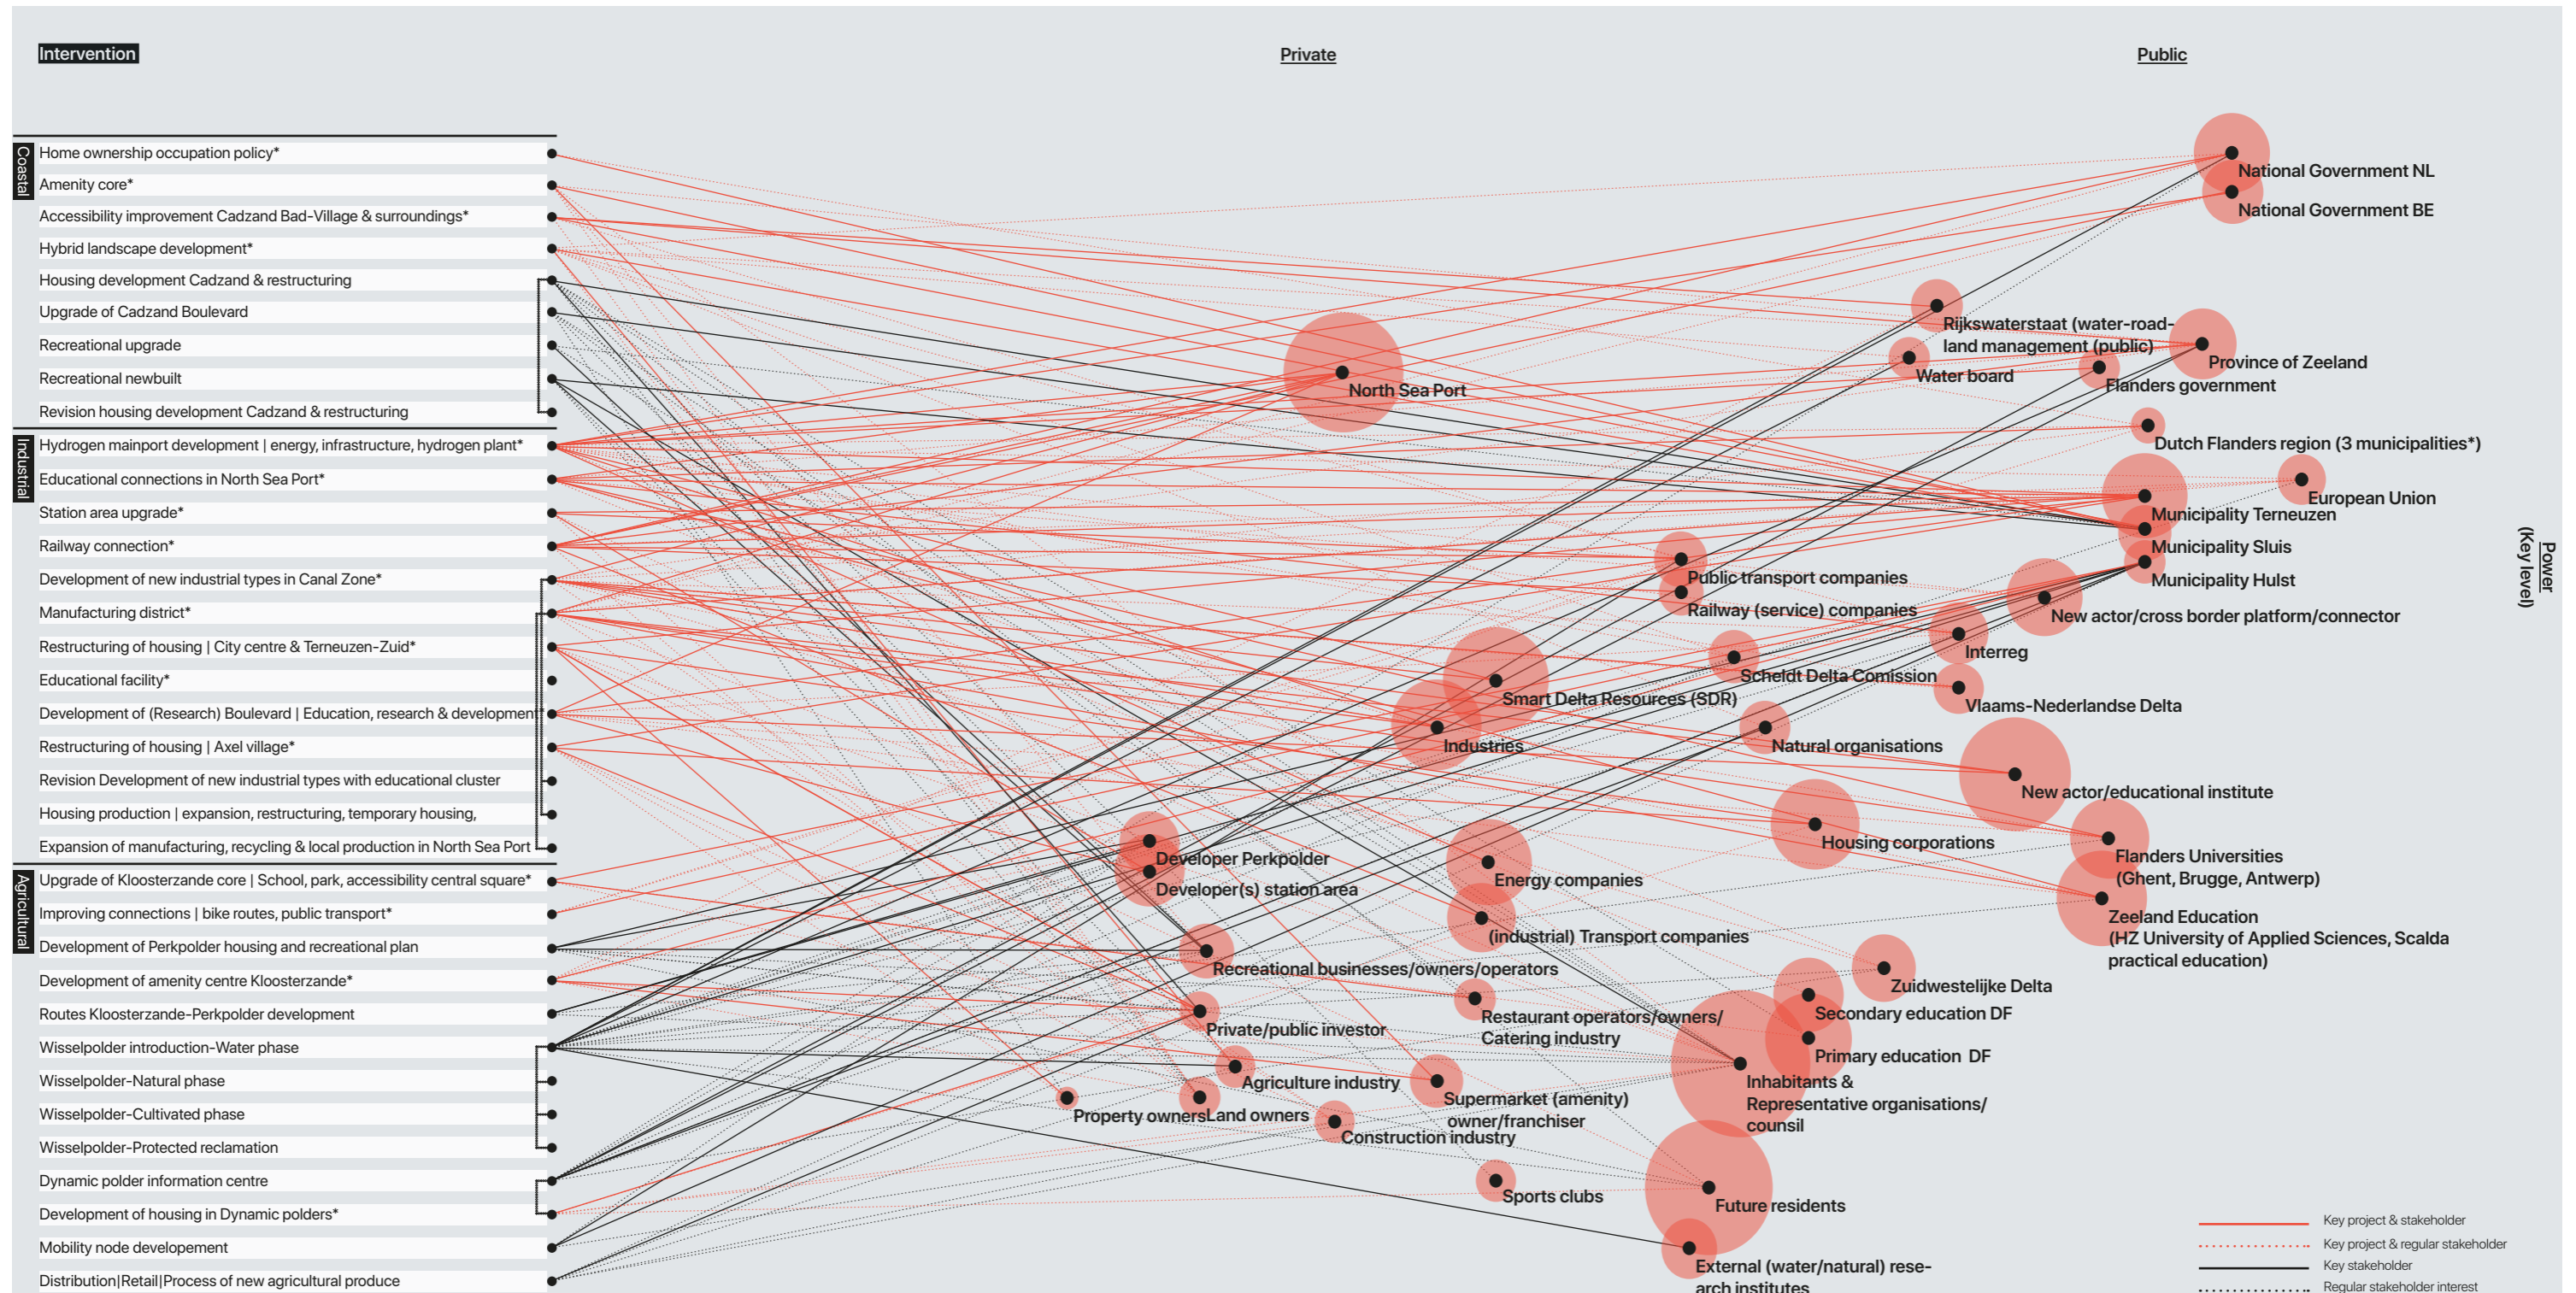 Intervention
Private
Public
Coastal
Home ownership occupation policy*
Amenity core*
Accessibility improvement Cadzand Bad-Village & surroundings*
Hybrid landscape development*
Housing development Cadzand & restructuring
Upgrade of Cadzand Boulevard
Recreational upgrade
Recreational newbuilt
Revision housing development Cadzand & restructuring
Industrial
Hydrogen mainport development | energy, infrastructure, hydrogen plant*
Educational connections in North Sea Port*
Station area upgrade*
Railway connection*
Development of new industrial types in Canal Zone*
Manufacturing district*
Restructuring of housing | City centre & Terneuzen-Zuid*
Educational facility*
Development of (Research) Boulevard | Education, research & development*
Restructuring of housing | Axel village*
Revision Development of new industrial types with educational cluster
Housing production | expansion, restructuring, temporary housing,
Expansion of manufacturing, recycling & local production in North Sea Port
Agricultural
Upgrade of Kloosterzande core | School, park, accessibility central square*
Improving connections | bike routes, public transport*
Development of Perkpolder housing and recreational plan
Development of amenity centre Kloosterzande*
Routes Kloosterzande-Perkpolder development
Wisselpolder introduction-Water phase
Wisselpolder-Natural phase
Wisselpolder-Cultivated phase
Wisselpolder-Protected reclamation
Dynamic polder information centre
Development of housing in Dynamic polders*
Mobility node developement
Distribution|Retail|Process of new agricultural produce
National Government NL
National Government BE
Rijkswaterstaat (water-road-
land management (public)
Water board
Province of Zeeland
Flanders government
North Sea Port
Dutch Flanders region (3 municipalities*)
European Union
Municipality Terneuzen
Municipality Sluis
Municipality Hulst
Power
(Key level)
Public transport companies
Railway (service) companies
New actor/cross border platform/connector
Interreg
Scheldt Delta Comission
Smart Delta Resources (SDR)
Vlaams-Nederlandse Delta
Industries
Natural organisations
New actor/educational institute
Housing corporations
Flanders Universities
(Ghent, Brugge, Antwerp)
Developer Perkpolder
Developer(s) station area
Energy companies
Zeeland Education
(HZ University of Applied Sciences, Scalda
practical education)
(industrial) Transport companies
Recreational businesses/owners/operators
Zuidwestelijke Delta
Secondary education DF
Restaurant operators/owners/
Catering industry
Private/public investor
Primary education DF
Agriculture industry
Inhabitants &
Representative organisations/
counsil
Supermarket (amenity)
owner/franchiser
Property owners
Land owners
Construction industry
Sports clubs
Future residents
External (water/natural) rese-
arch institutes
Key project & stakeholder
Key project & regular stakeholder
Key stakeholder
Regular stakeholder interest